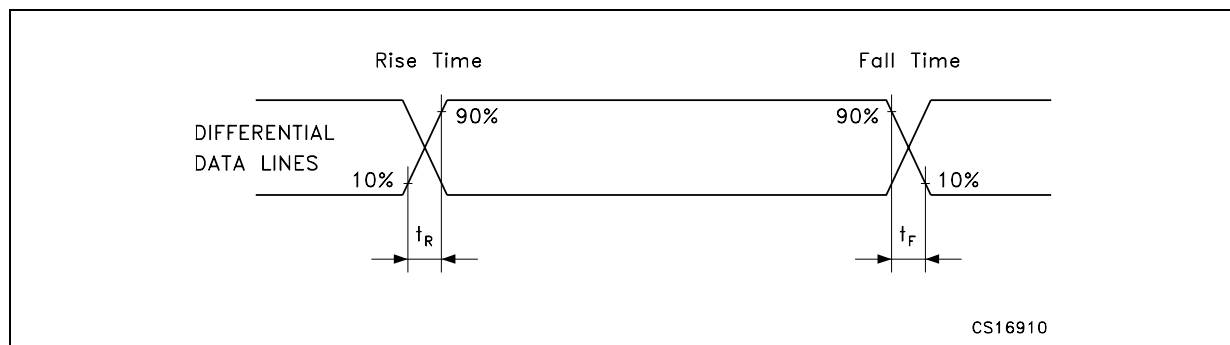 Rise Time
Fall Time
90%
90%
DIFFERENTIAL
DATA LINES
10%
10%
tR
tF
CS16910